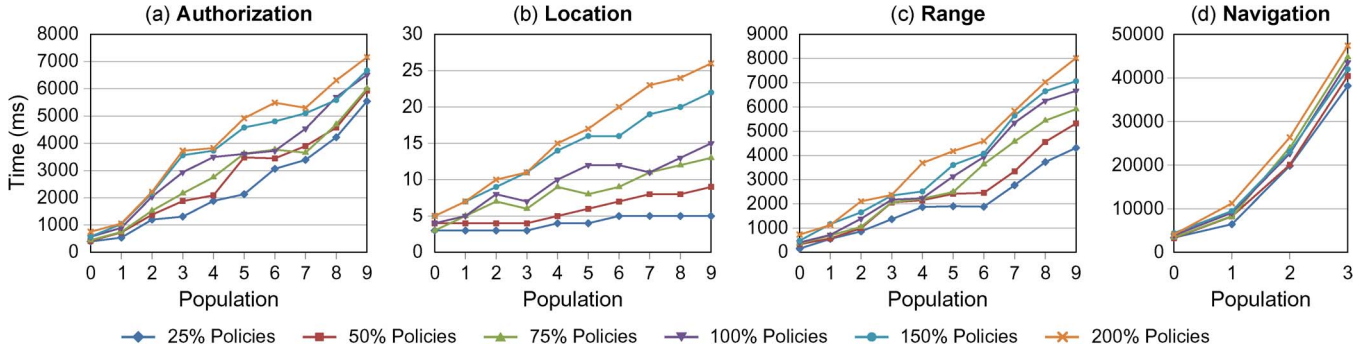 (a) Authorization
(b) Location
(c) Range
(d) Navigation
Time (ms)
8000
7000
6000
5000
4000
3000
2000
1000
0
0 1 2 3 4 5 6 7 8 9
Population
30
25
20
15
10
5
0
0 1 2 3 4 5 6 7 8 9
Population
9000
8000
7000
6000
5000
4000
3000
2000
1000
0
0 1 2 3 4 5 6 7 8 9
Population
50000
40000
30000
20000
10000
0
0 1 2 3
Population
25% Policies 50% Policies 75% Policies 100% Policies 150% Policies 200% Policies